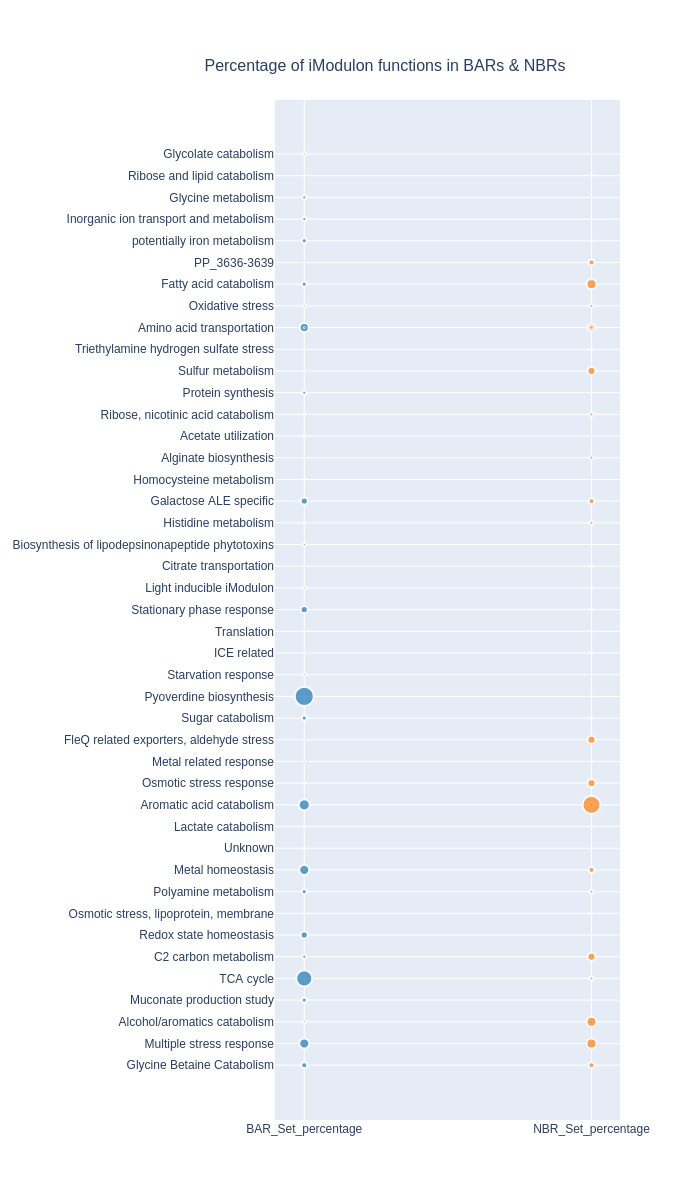 Percentage of iModulon functions in BARs & NBRs
Glycolate catabolism
Ribose and lipid catabolism
Glycine metabolism
Inorganic ion transport and metabolism
potentially iron metabolism
PP_3636-3639
Fatty acid catabolism
Oxidative stress
Amino acid transportation
Triethylamine hydrogen sulfate stress
Sulfur metabolism
Protein synthesis
Ribose, nicotinic acid catabolism
Acetate utilization
Alginate biosynthesis
Homocysteine metabolism
Galactose ALE specific
Histidine metabolism
Biosynthesis of lipodepsinonapeptide phytotoxins
Citrate transportation
Light inducible iModulon
Stationary phase response
Translation
ICE related
Starvation response
Pyoverdine biosynthesis
Sugar catabolism
FleQ related exporters, aldehyde stress
Metal related response
Osmotic stress response
Aromatic acid catabolism
Lactate catabolism
Unknown
Metal homeostasis
Polyamine metabolism
Osmotic stress, lipoprotein, membrane
Redox state homeostasis
C2 carbon metabolism
TCA cycle
Muconate production study
Alcohol/aromatics catabolism
Multiple stress response
Glycine Betaine Catabolism
BAR_Set_percentage NBR_Set_percentage